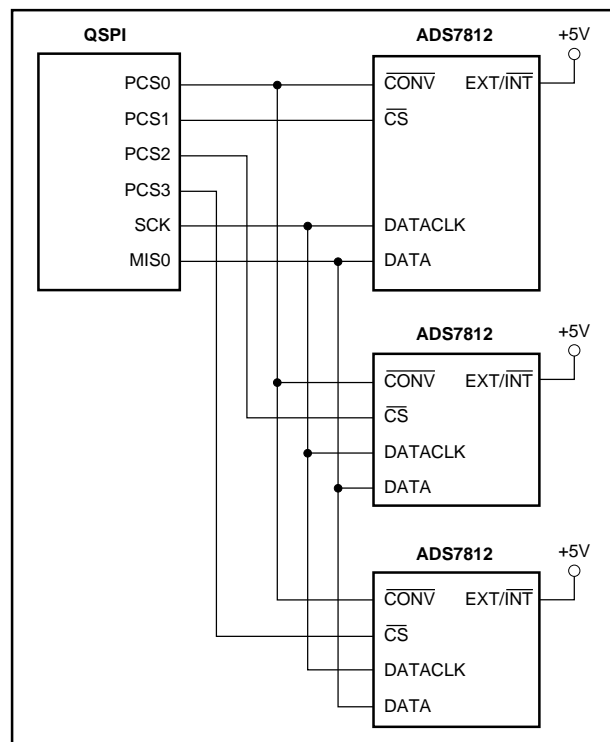 QSPI
PCS0
PCS1
PCS2
PCS3
SCK
MIS0
ADS7812
+5V
CONV EXT/INT
CS
DATACLK
DATA
ADS7812
+5V
CONV EXT/INT
CS
DATACLK
DATA
ADS7812
+5V
CONV EXT/INT
CS
DATACLK
DATA